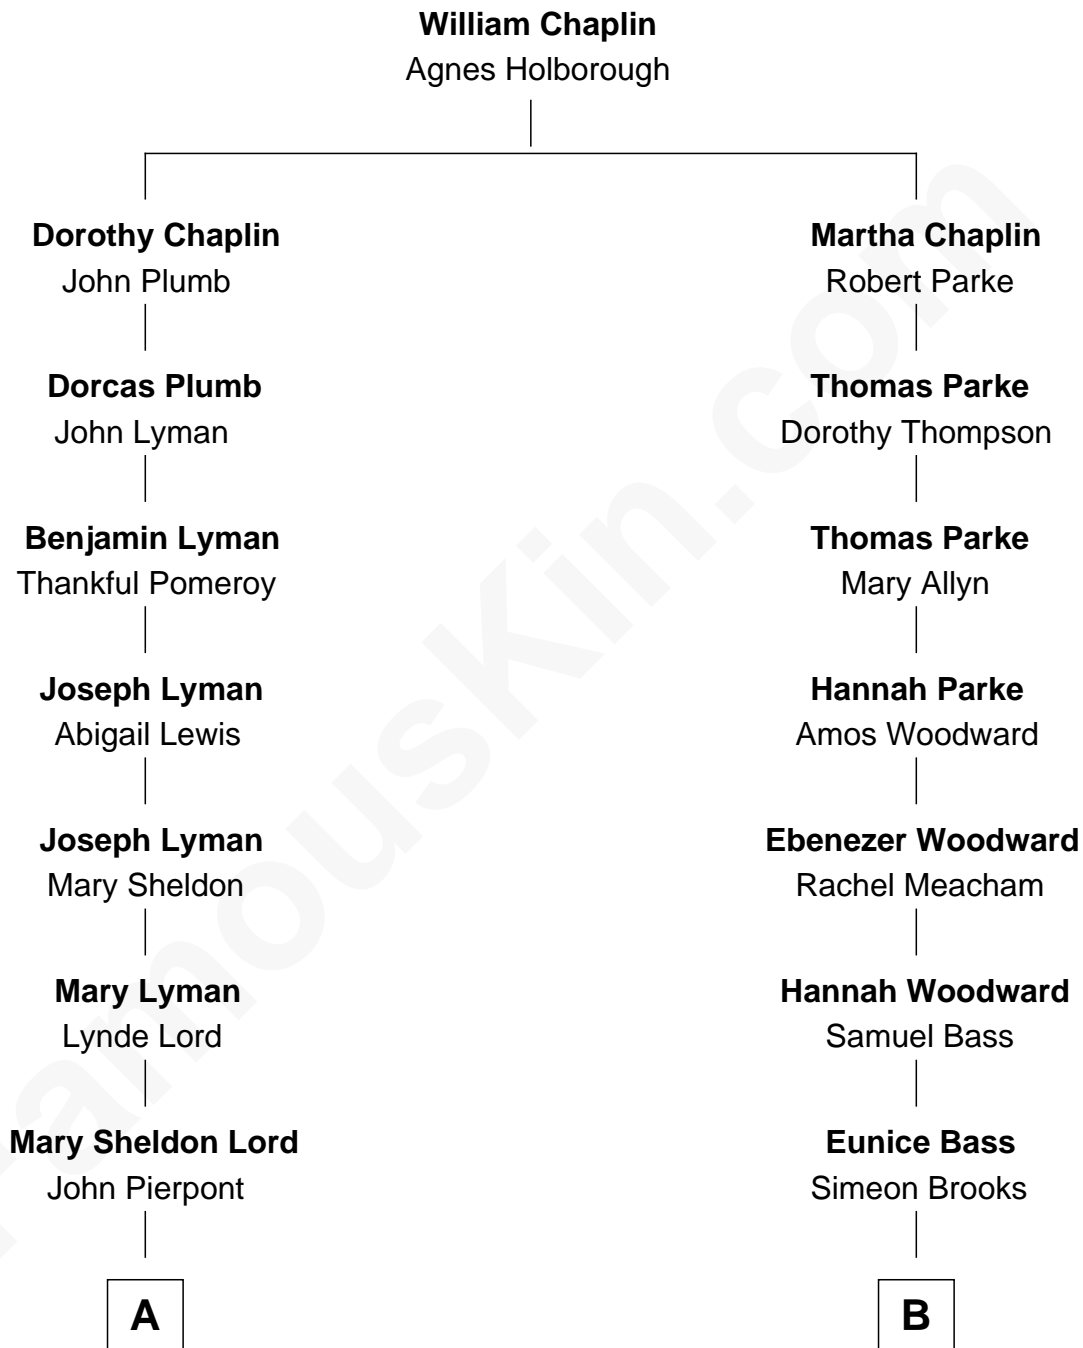 William Chaplin
Agnes Holborough
Dorothy Chaplin
John Plumb
Martha Chaplin
Robert Parke
Dorcas Plumb
John Lyman
Thomas Parke
Dorothy Thompson
Benjamin Lyman
Thankful Pomeroy
Thomas Parke
Mary Allyn
Joseph Lyman
Abigail Lewis
Hannah Parke
Amos Woodward
Joseph Lyman
Mary Sheldon
Ebenezer Woodward
Rachel Meacham
Mary Lyman
Lynde Lord
Hannah Woodward
Samuel Bass
Mary Sheldon Lord
John Pierpont
Eunice Bass
Simeon Brooks
A
B
FamousKin.com